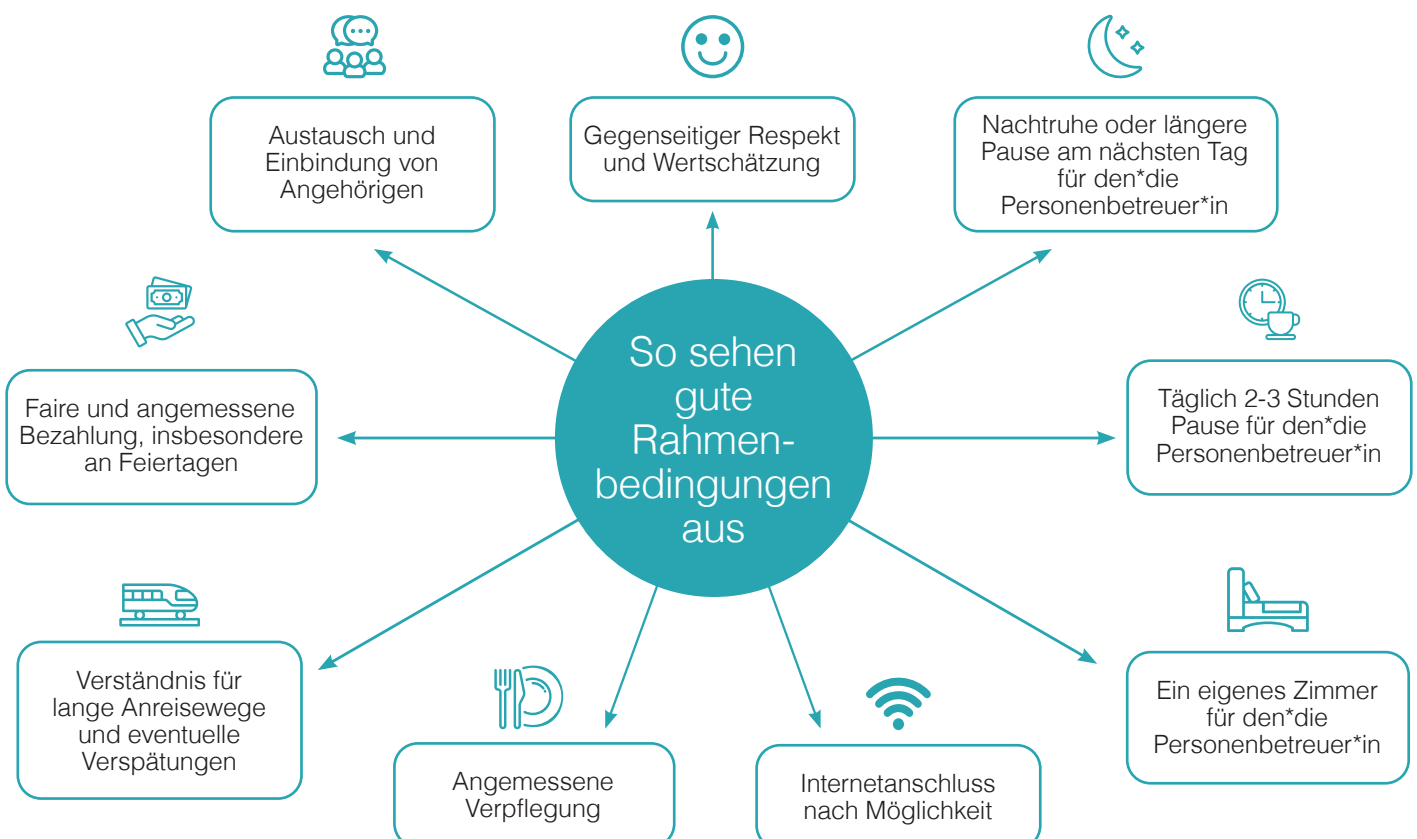 Austausch und
Einbindung von
Angehörigen
Gegenseitiger Respekt
und Wertschätzung
Nachtruhe oder längere
Pause am nächsten Tag
für den*die
Personenbetreuer*in
Faire und angemessene
Bezahlung, insbesondere
an Feiertagen
So sehen
gute
Rahmen-
bedingungen
aus
Täglich 2-3 Stunden
Pause für den*die
Personenbetreuer*in
Verständnis für
lange Anreisewege
und eventuelle
Verspätungen
Angemessene
Verpflegung
Internetanschluss
nach Möglichkeit
Ein eigenes Zimmer
für den*die
Personenbetreuer*in